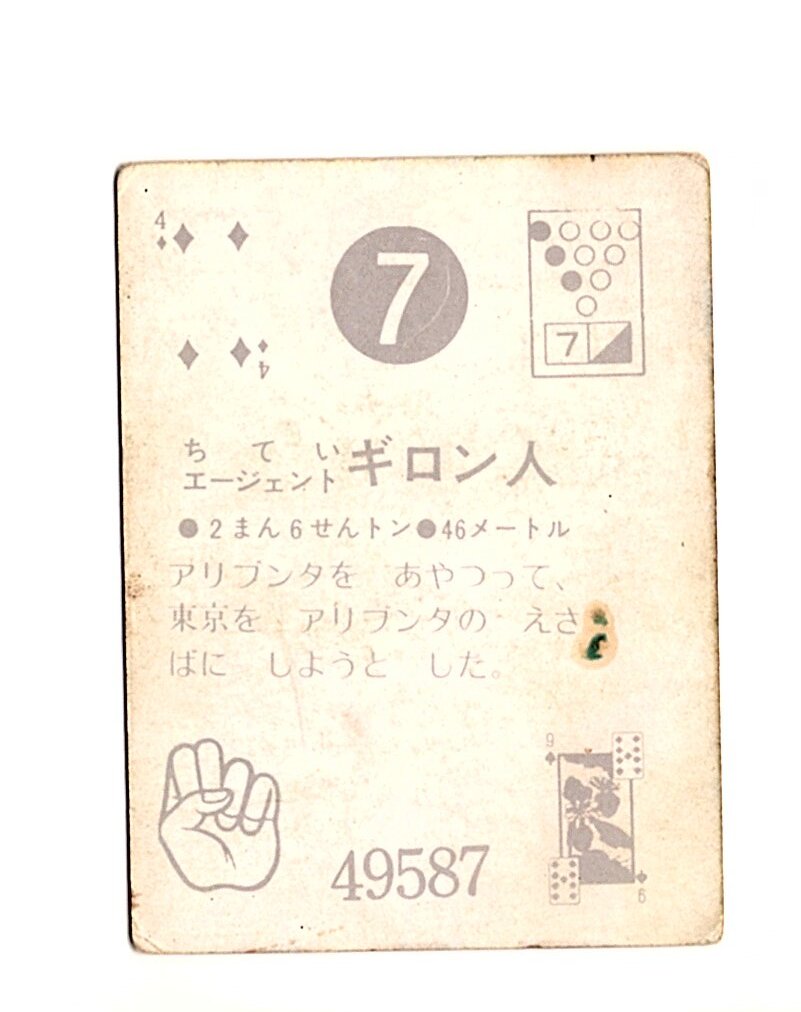 4
7
7
4
ちてい
エージェント ギロン人
●2まん6せんトン●46メートル
アリブンタを あやつって、
東京を アリブンタの えさ
ばに しようと した。
9
49587
9